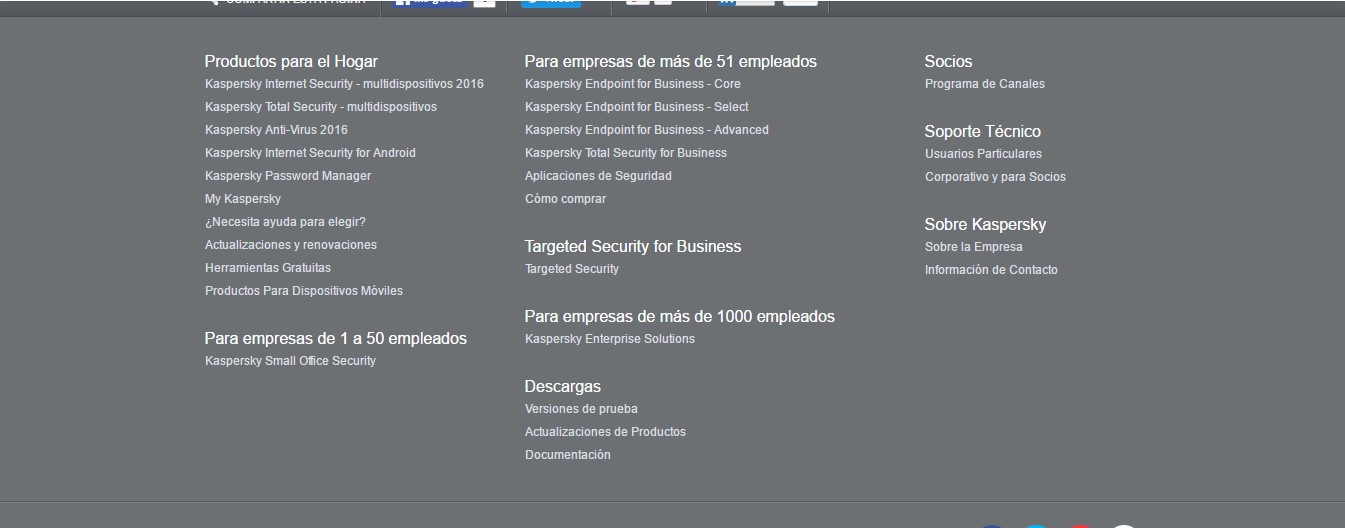 COMPARTIR ESTA PÁGINA
Me gusta
Tweet
Productos para el Hogar
Kaspersky Internet Security - multidispositivos 2016
Kaspersky Total Security - multidispositivos
Kaspersky Anti-Virus 2016
Kaspersky Internet Security for Android
Kaspersky Password Manager
My Kaspersky
¿Necesita ayuda para elegir?
Actualizaciones y renovaciones
Herramientas Gratuitas
Productos Para Dispositivos Móviles
Para empresas de 1 a 50 empleados
Kaspersky Small Office Security
Para empresas de más de 51 empleados
Kaspersky Endpoint for Business - Core
Kaspersky Endpoint for Business - Select
Kaspersky Endpoint for Business - Advanced
Kaspersky Total Security for Business
Aplicaciones de Seguridad
Cómo comprar
Targeted Security for Business
Targeted Security
Para empresas de más de 1000 empleados
Kaspersky Enterprise Solutions
Descargas
Versiones de prueba
Actualizaciones de Productos
Documentación
Socios
Programa de Canales
Soporte Técnico
Usuarios Particulares
Corporativo y para Socios
Sobre Kaspersky
Sobre la Empresa
Información de Contacto